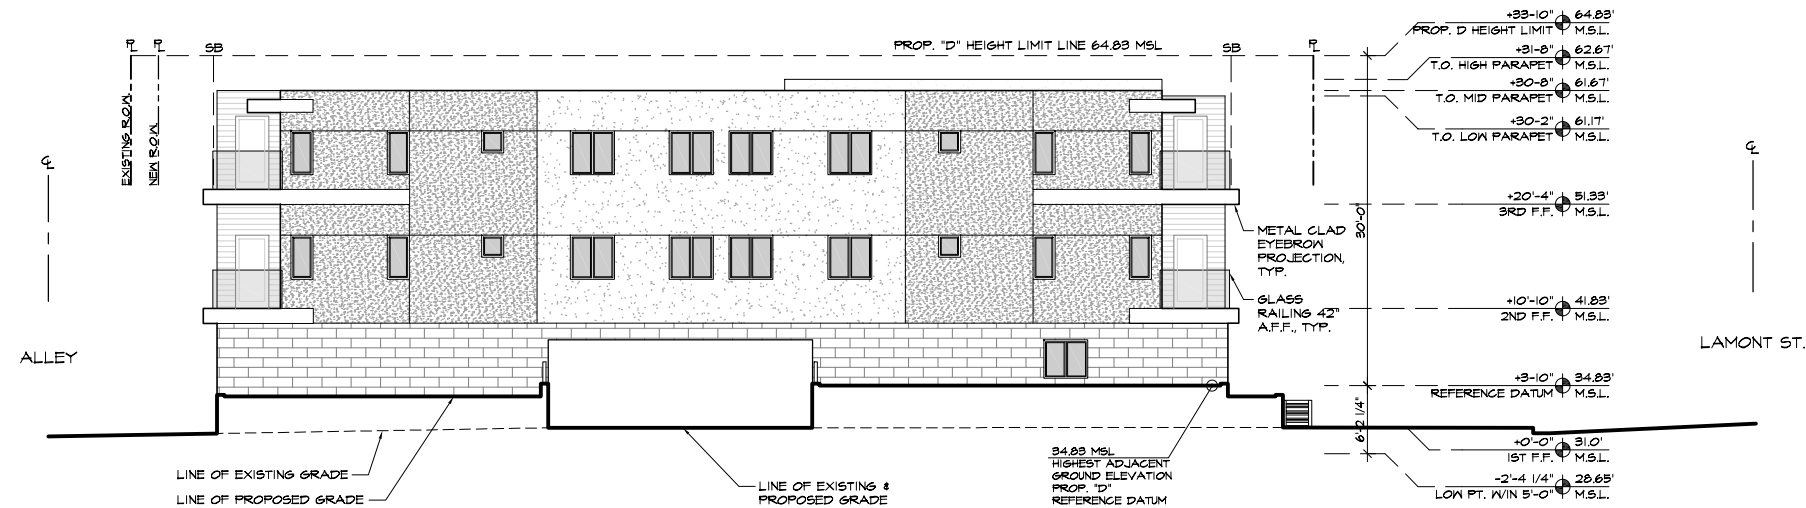 +33'-10" 64.83'
PROP. D HEIGHT LIMIT M.S.L.
PL PL SB
PROP. "D" HEIGHT LIMIT LINE 64.83 MSL
SB PL
+31'-8" 62.67'
T.O. HIGH PARAPET M.S.L.
+30'-8" 61.67'
T.O. MID PARAPET M.S.L.
+30'-2" 61.17'
T.O. LOW PARAPET M.S.L.
EXISTING R.O.W.
NEW R.O.W.
CL
CL
+20'-4" 51.33'
3RD F.F. M.S.L.
30'-0"
METAL CLAD
EYEBROW
PROJECTION,
TYP.
GLASS
RAILING 42"
A.F.F., TYP.
+10'-10" 41.83'
2ND F.F. M.S.L.
ALLEY
LAMONT ST.
+3-10" 34.83'
REFERENCE DATUM M.S.L.
6'-2 1/4"
+0'-0" 31.0'
1ST F.F. M.S.L.
-2'-4 1/4" 28.65'
LOW PT. W/IN 5'-0" M.S.L.
LINE OF EXISTING GRADE
LINE OF PROPOSED GRADE
LINE OF EXISTING &
PROPOSED GRADE
34.83 MSL
HIGHEST ADJACENT
GROUND ELEVATION
PROP. "D"
REFERENCE DATUM